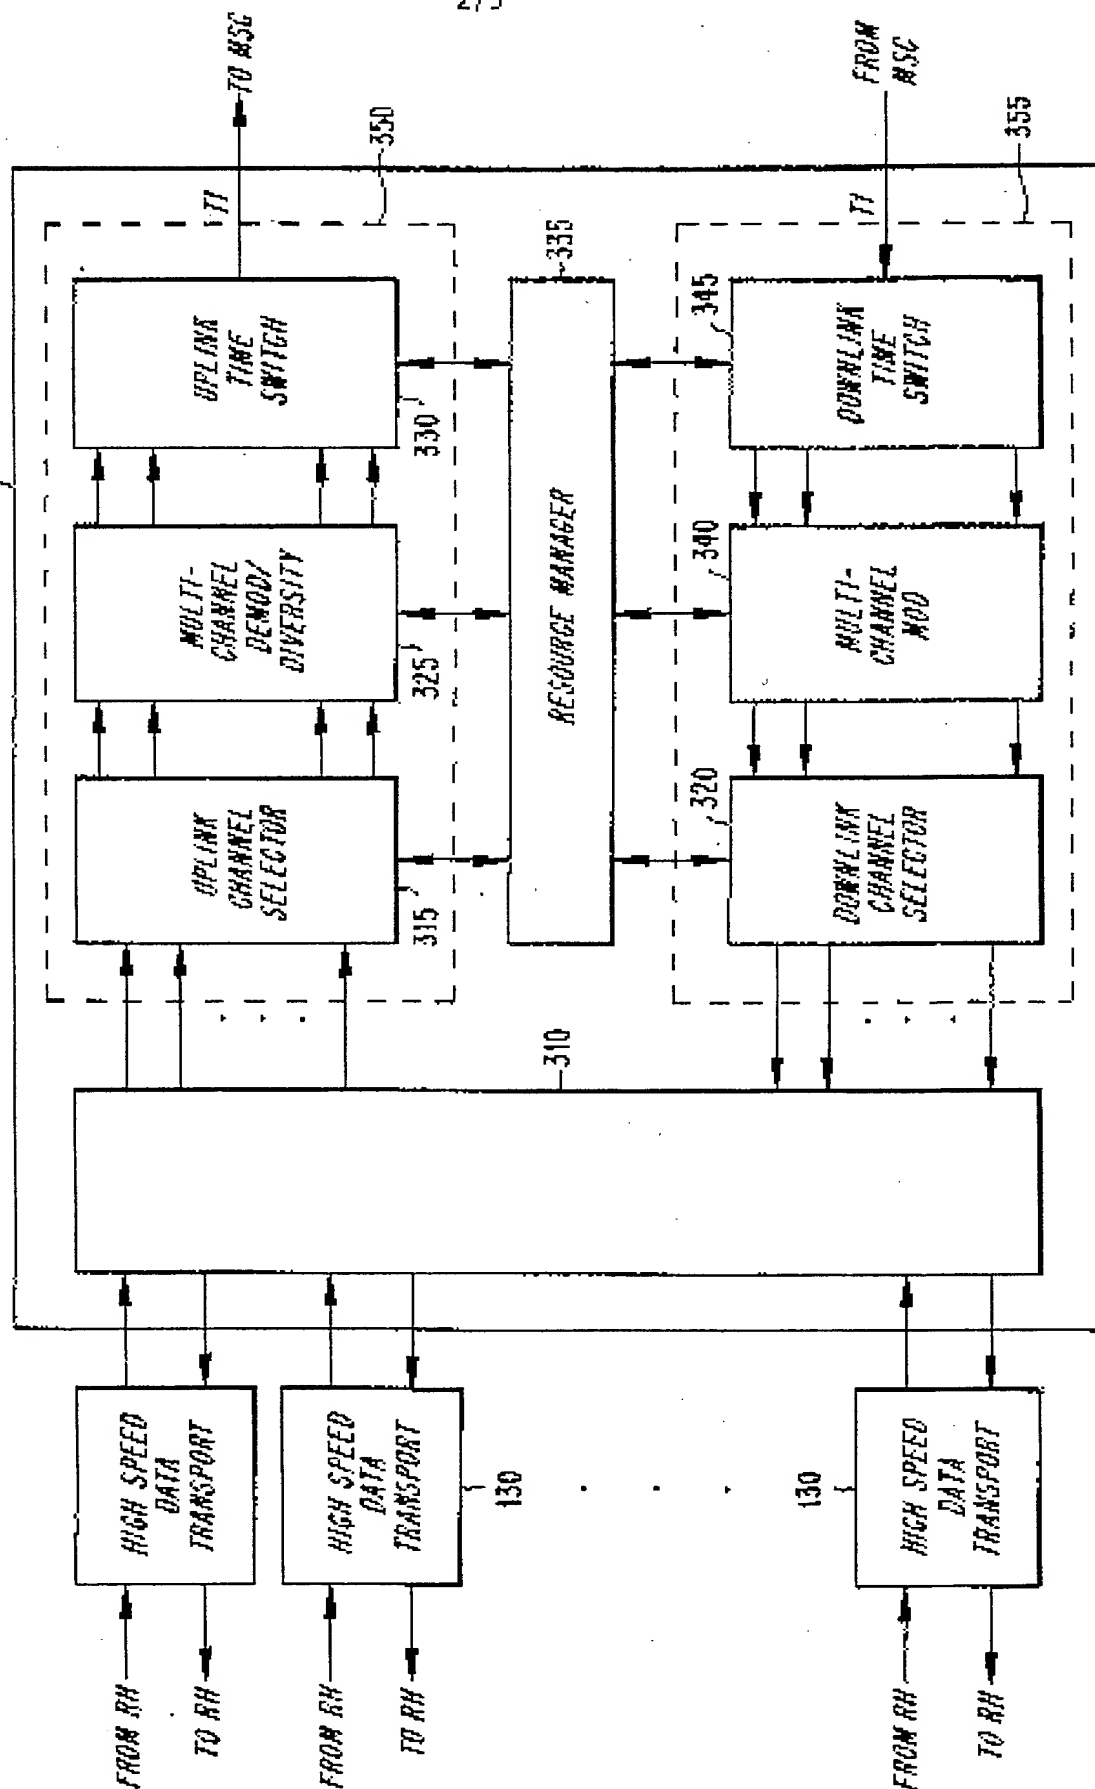 2/5
TO MSC
T1
350
UPLINK
TIME
SWITCH
330
MULTI-
CHANNEL
DEMOD/
DIVERSITY
325
UPLINK
CHANNEL
SELECTOR
315
335
RESOURCE MANAGER
FROM
MSC
T1
355
345
DOWNLINK
TIME
SWITCH
340
MULTI-
CHANNEL
MOD
320
DOWNLINK
CHANNEL
SELECTOR
310
HIGH SPEED
DATA
TRANSPORT
HIGH SPEED
DATA
TRANSPORT
130
130
HIGH SPEED
DATA
TRANSPORT
FROM RH
TO RH
FROM RH
TO RH
FROM RH
TO RH